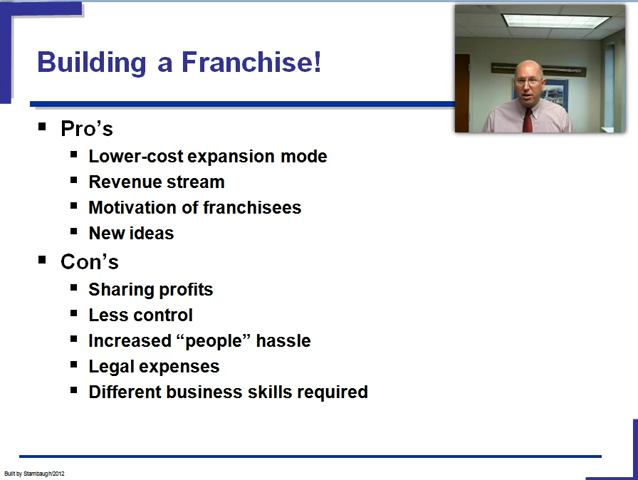 Building a Franchise!
Pro's
Lower-cost expansion mode
Revenue stream
Motivation of franchisees
New ideas
Con's
Sharing profits
Less control
Increased “people” hassle
Legal expenses
Different business skills required
Built by Stambaugh/2012